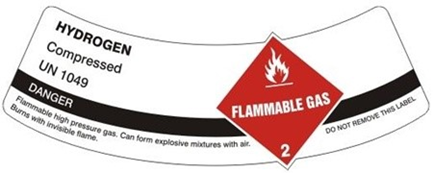 HYDROGEN
Compressed
UN 1049
DANGER
Flammable high pressure gas. Can form explosive mixtures with air.
Burns with invisible flame.
FLAMMABLE GAS
2
DO NOT REMOVE THIS LABEL